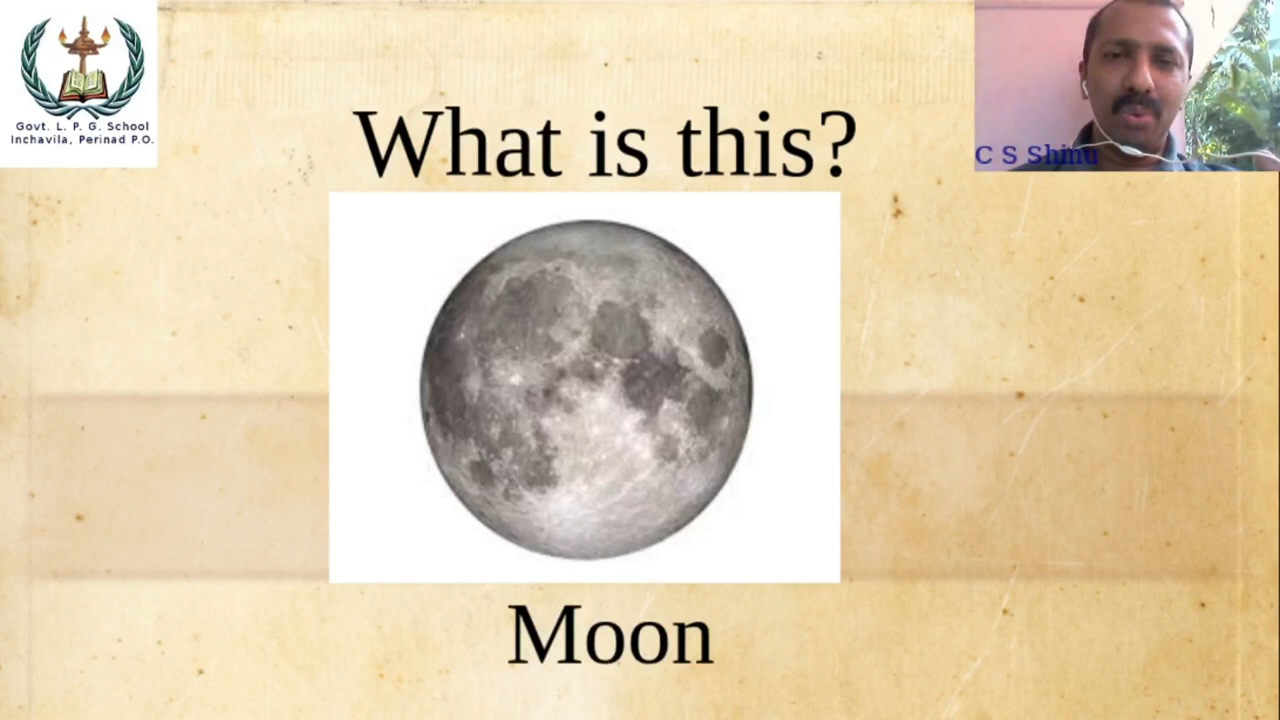 Govt. L. P. G. School
Inchavila, Perinad P.O.
What is this?
C S Shinu
Moon